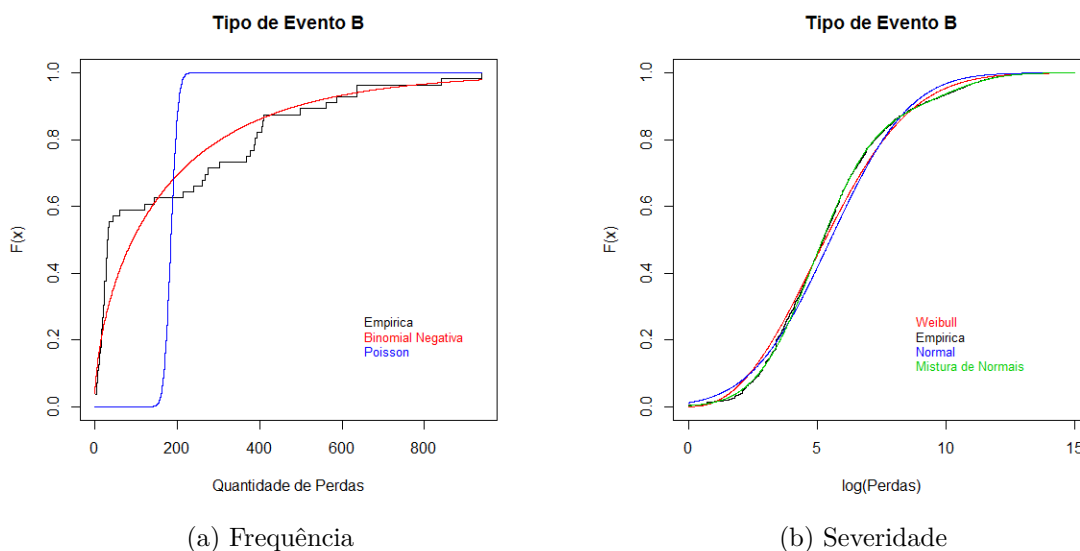 Tipo de Evento B
F(x)
0.0 0.2 0.4 0.6 0.8 1.0
Empirica
Binomial Negativa
Poisson
0 200 400 600 800
Quantidade de Perdas
(a) Frequência
Tipo de Evento B
F(x)
0.0 0.2 0.4 0.6 0.8 1.0
Weibull
Empirica
Normal
Mistura de Normais
0 5 10 15
log(Perdas)
(b) Severidade